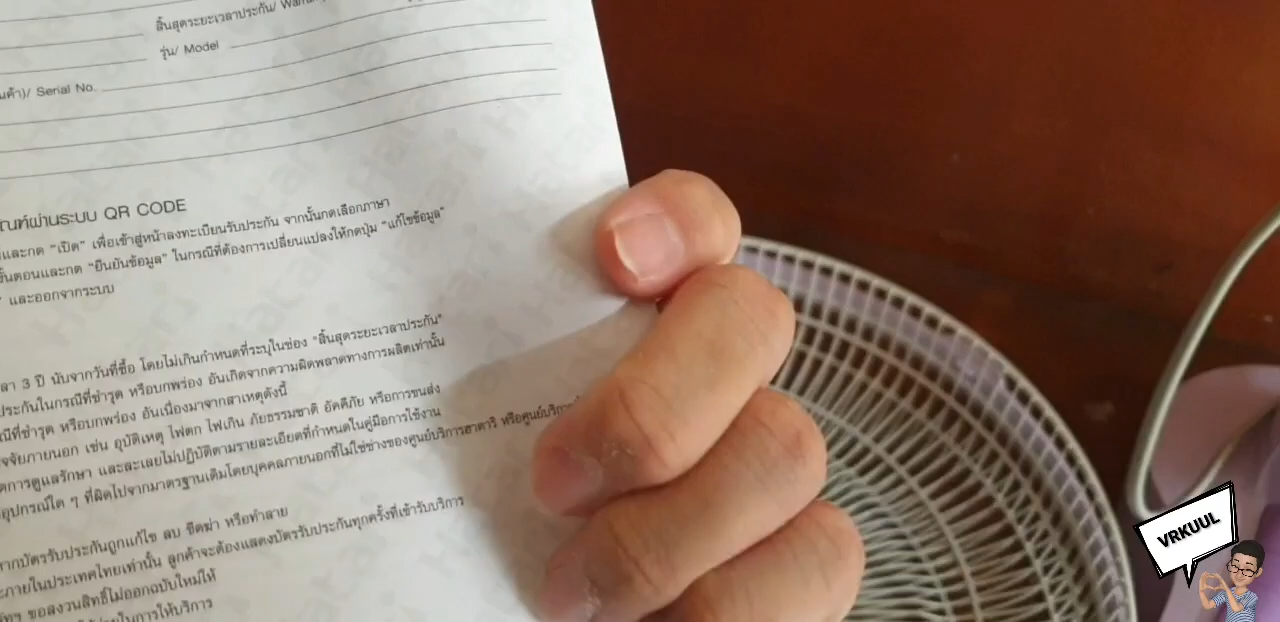 สิ้นสุดระยะเวลาประกัน/
รุ่น/ Model
Serial No.
QR CODE
และกด “เปิด” เพื่อเข้าสู่หน้าลงทะเบียนรับประกัน จากนั้นกดเลือกภาษา
ขั้นตอนและกด “ยืนยันข้อมูล” ในกรณีที่ต้องการเปลี่ยนแปลงให้กดปุ่ม “แก้ไขข้อมูล”
และออกจากระบบ
3 ปี นับจากวันที่ซื้อ โดยไม่เกินกำหนดที่ระบุในช่อง “สิ้นสุดระยะเวลาประกัน”
ประกันในกรณีที่ชำรุด หรือบกพร่อง อันเกิดจากความผิดพลาดทางการผลิตเท่านั้น
ที่ชำรุด หรือบกพร่อง อันเนื่องมาจากสาเหตุดังนี้
ภายนอก เช่น อุบัติเหตุ ไฟตก ไฟเกิน ภัยธรรมชาติ อัคคีภัย หรือการขนส่ง
การดูแลรักษา และละเลยไม่ปฏิบัติตามรายละเอียดที่กำหนดในคู่มือการใช้งาน
อุปกรณ์ใด ๆ ที่ผิดไปจากมาตรฐานเดิมโดยบุคคลภายนอกที่ไม่ใช่ช่างของศูนย์บริการฮาตาริ
บัตรรับประกันถูกแก้ไข ลบ ขีดฆ่า หรือทำลาย
ภายในประเทศไทยเท่านั้น ลูกค้าจะต้องแสดงบัตรรับประกันทุกครั้งที่เข้ารับบริการ
ขอสงวนสิทธิ์ไม่ออกฉบับใหม่ให้
ในการให้บริการ
VRKUUL